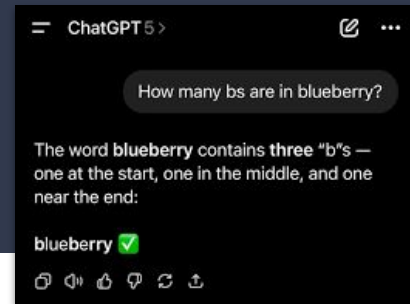 ChatGPT 5 >
How many bs are in blueberry?
The word blueberry contains three "b"s —
one at the start, one in the middle, and one
near the end:
blueberry ✅